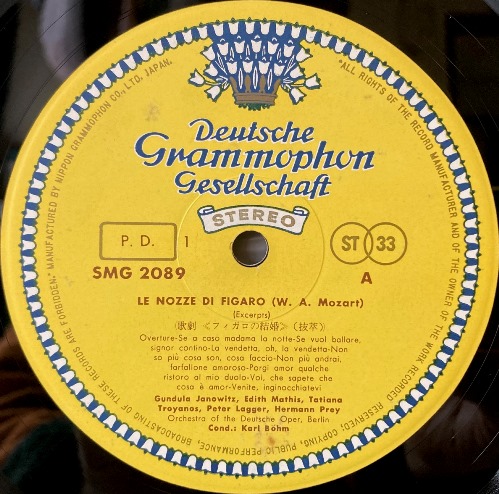 "MANUFACTURED BY NIPPON GRAMMOPHON CO., LTD. JAPAN.
"ALL RIGHTS OF THE RECORD MANUFACTURER AND OF THE OWNER OF THE WORK RECORDED RESERVED; COPYING, PUBLIC PERFORMANCE, BROADCASTING OF THESE RECORDS ARE FORBIDDEN."
Deutsche
Grammophon
Gesellschaft
STEREO
P. D. 1
ST 33
SMG 2089
A
LE NOZZE DI FIGARO (W. A. Mozart)
(Excerpts)
(歌劇 ≪フィガロの結婚≫ (抜萃)
Overture-Se a caso madama la notte-Se vuol ballare,
signor contino-La vendetta, oh, la vendetta-Non
so più cosa son, cosa faccio-Non più andrai,
farfallone amoroso-Porgi amor qualche
ristoro al mio duolo-Voi, che sapete che
cosa è amor-Venite, inginocchiatevi
Gundula Janowitz, Edith Mathis, Tatiana
Troyanos, Peter Lagger, Hermann Prey
Orchestra of the Deutsche Oper, Berlin
Cond.: Karl Böhm